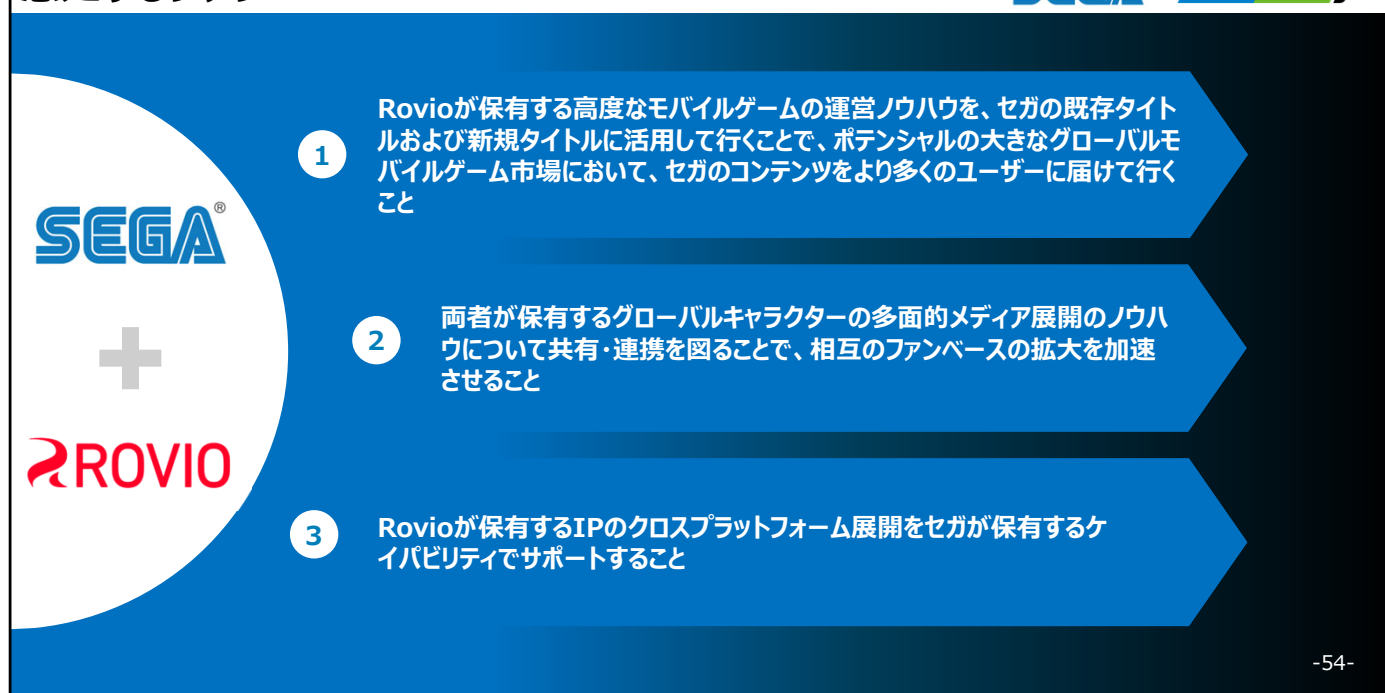 SEGA®
ROVIO
1
Rovioが保有する高度なモバイルゲームの運営ノウハウを、セガの既存タイト
ルおよび新規タイトルに活用して行くことで、ポテンシャルの大きなグローバルモ
バイルゲーム市場において、セガのコンテンツをより多くのユーザーに届けて行く
こと
2
両者が保有するグローバルキャラクターの多面的メディア展開のノウハ
ウについて共有・連携を図ることで、相互のファンベースの拡大を加速
させること
3
Rovioが保有するIPのクロスプラットフォーム展開をセガが保有するケ
イパビリティでサポートすること
-54-